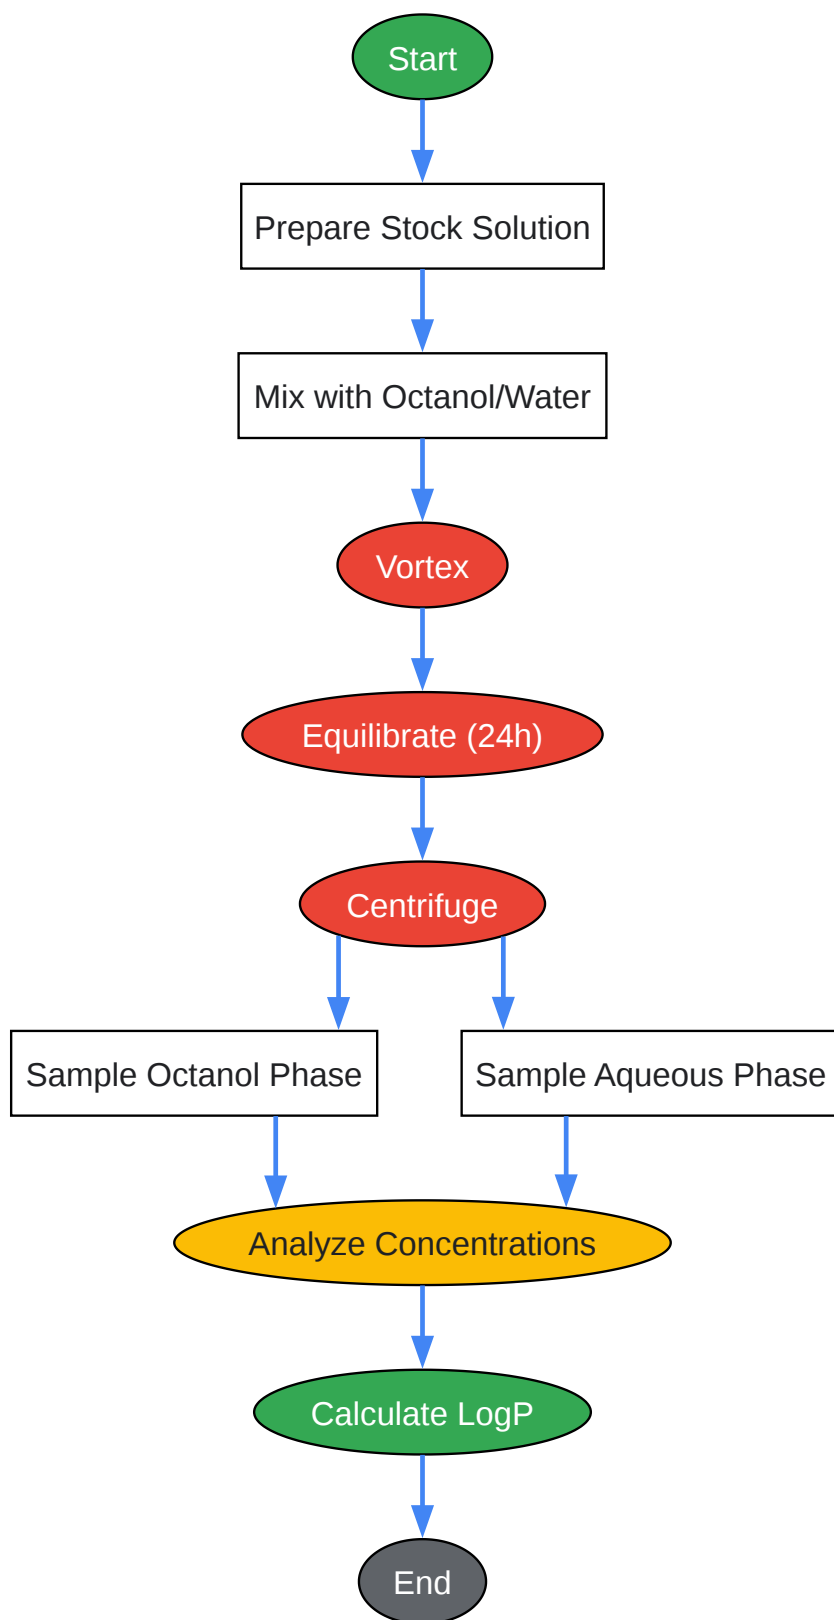 Start
Prepare Stock Solution
Mix with Octanol/Water
Vortex
Equilibrate (24h)
Centrifuge
Sample Octanol Phase
Sample Aqueous Phase
Analyze Concentrations
Calculate LogP
End